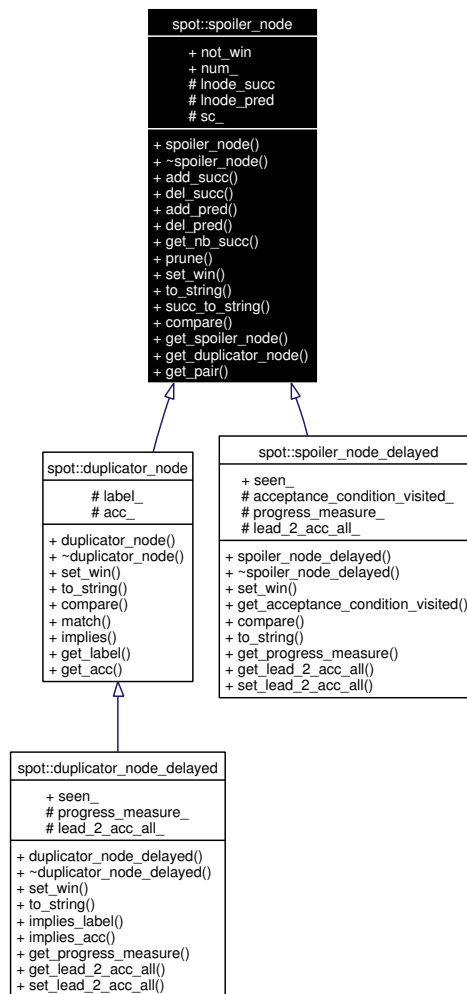 spot::spoiler_node
+ not_win
+ num_
# lnode_succ
# lnode_pred
# sc_
+ spoiler_node()
+ ~spoiler_node()
+ add_succ()
+ del_succ()
+ add_pred()
+ del_pred()
+ get_nb_succ()
+ prune()
+ set_win()
+ to_string()
+ succ_to_string()
+ compare()
+ get_spoiler_node()
+ get_duplicator_node()
+ get_pair()
spot::duplicator_node
# label_
# acc_
+ duplicator_node()
+ ~duplicator_node()
+ set_win()
+ to_string()
+ compare()
+ match()
+ implies()
+ get_label()
+ get_acc()
spot::spoiler_node_delayed
+ seen_
# acceptance_condition_visited_
# progress_measure_
# lead_2_acc_all_
+ spoiler_node_delayed()
+ ~spoiler_node_delayed()
+ set_win()
+ get_acceptance_condition_visited()
+ compare()
+ to_string()
+ get_progress_measure()
+ get_lead_2_acc_all()
+ set_lead_2_acc_all()
spot::duplicator_node_delayed
+ seen_
# progress_measure_
# lead_2_acc_all_
+ duplicator_node_delayed()
+ ~duplicator_node_delayed()
+ set_win()
+ to_string()
+ implies_label()
+ implies_acc()
+ get_progress_measure()
+ get_lead_2_acc_all()
+ set_lead_2_acc_all()